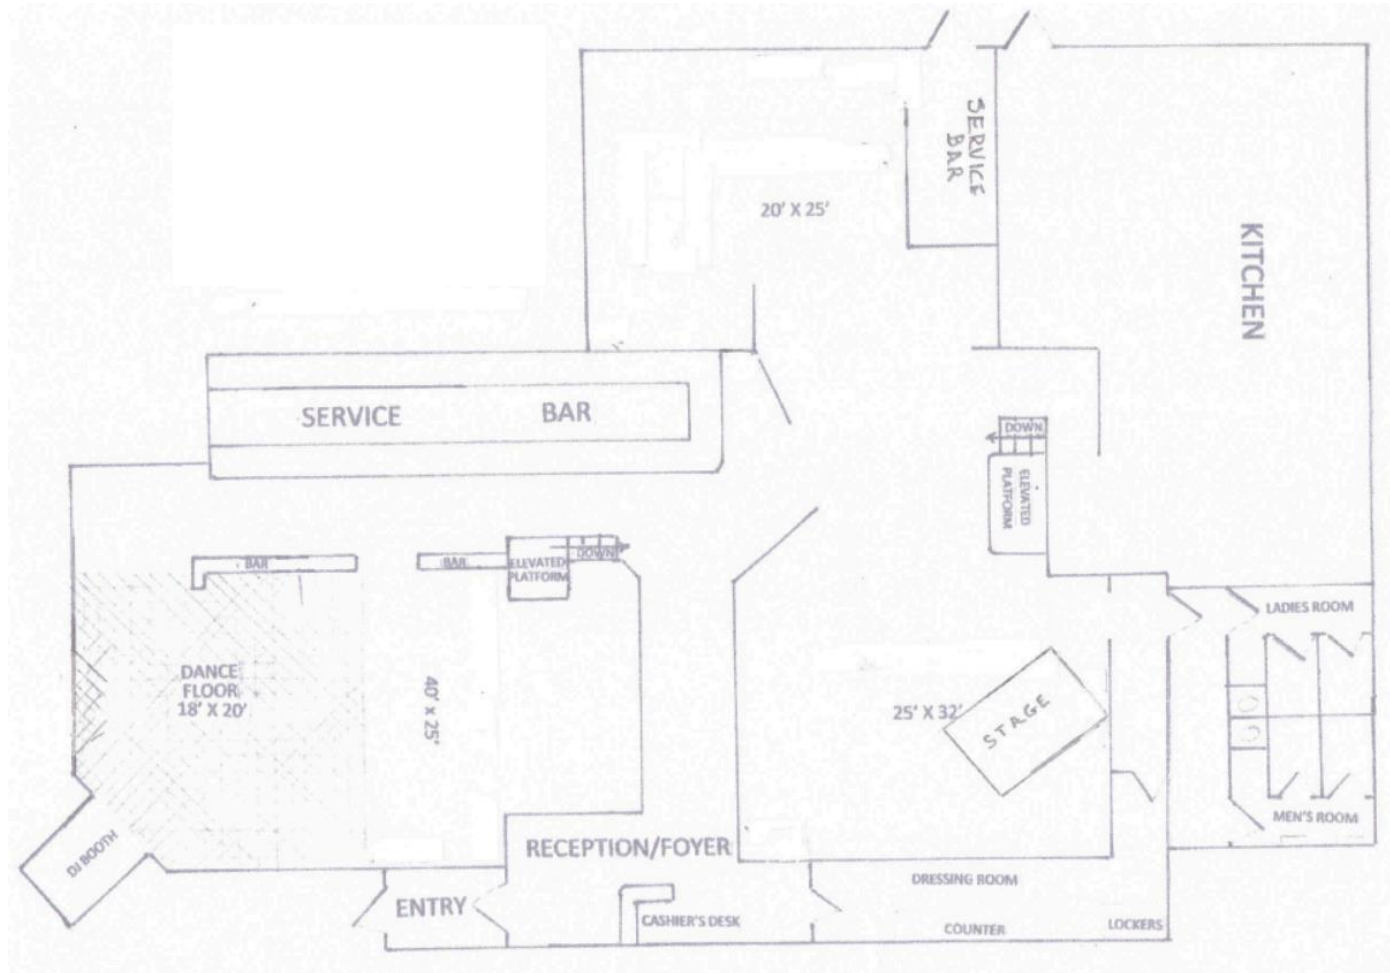 SERVICE
BAR
20' X 25'
KITCHEN
SERVICE BAR
DOWN
ELEVATED
PLATFORM
BAR
BAR
ELEVATED
PLATFORM
DOWN
LADIES ROOM
DANCE
FLOOR
18' X 20'
40' x 25'
25' X 32'
STAGE
DJ BOOTH
MEN'S ROOM
RECEPTION/FOYER
DRESSING ROOM
ENTRY
CASHIER'S DESK
COUNTER
LOCKERS